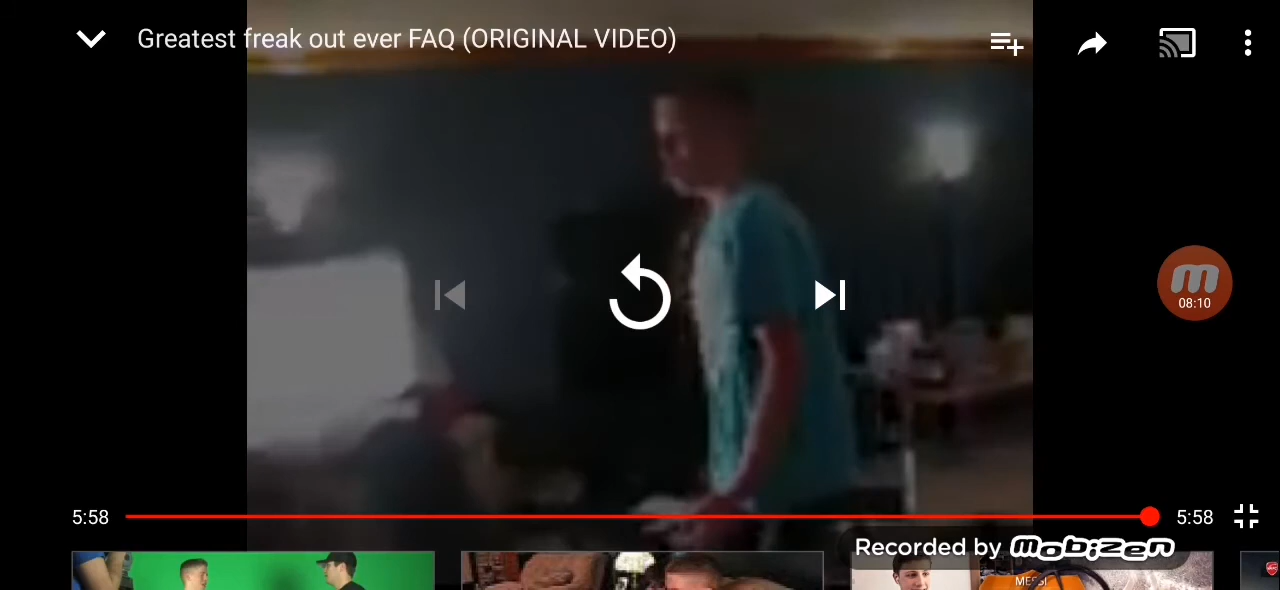 Greatest freak out ever FAQ (ORIGINAL VIDEO)
m
08:10
5:58
5:58
Recorded by mobizen
MESSI